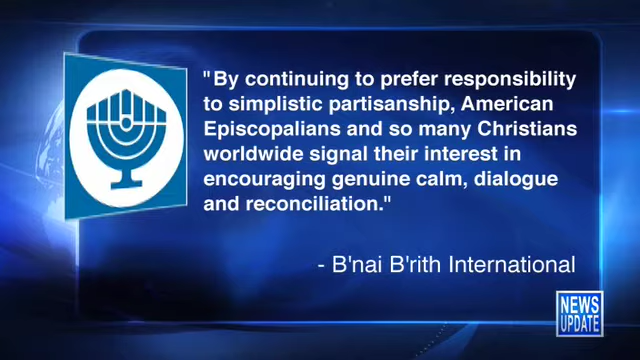 "By continuing to prefer responsibility
to simplistic partisanship, American
Episcopalians and so many Christians
worldwide signal their interest in
encouraging genuine calm, dialogue
and reconciliation."
- B'nai B'rith International
NEWS
UPDATE